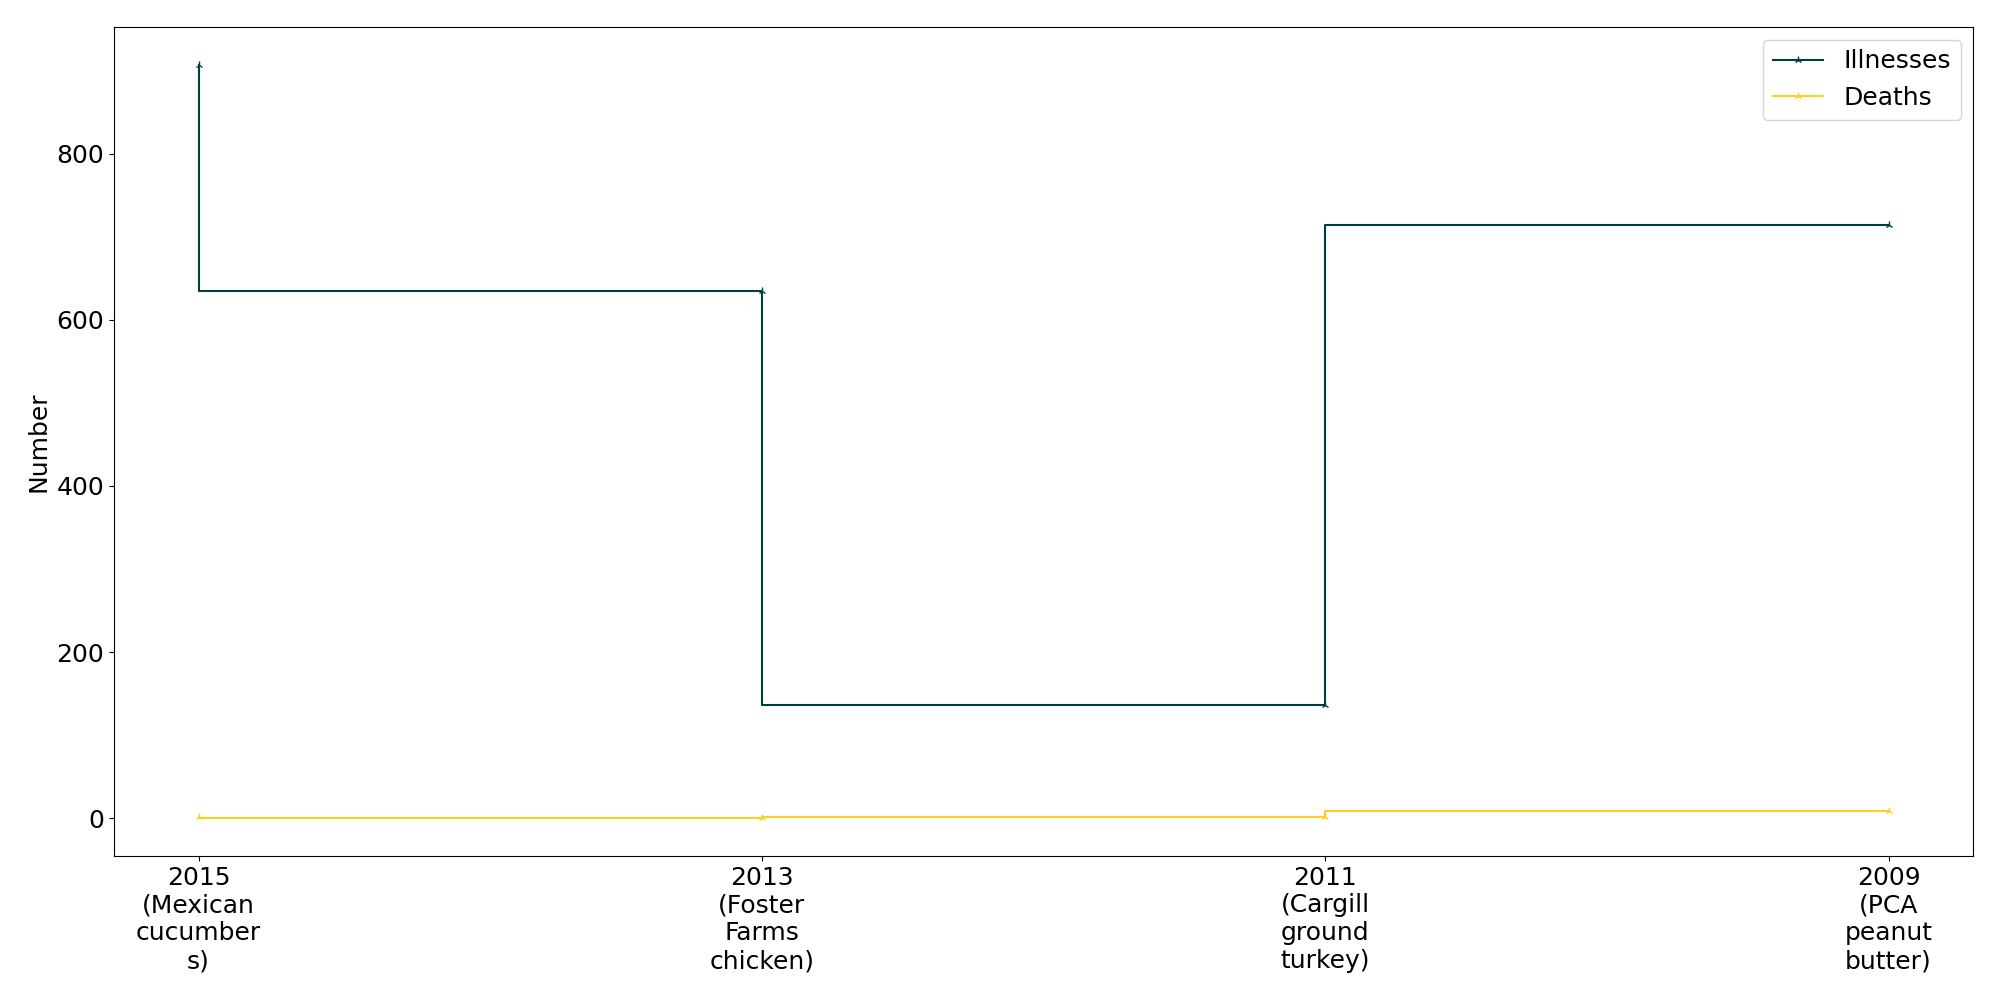 Illnesses
Deaths
Number
800
600
400
200
0
2015
(Mexican
cucumber
s)
2013
(Foster
Farms
chicken)
2011
(Cargill
ground
turkey)
2009
(PCA
peanut
butter)